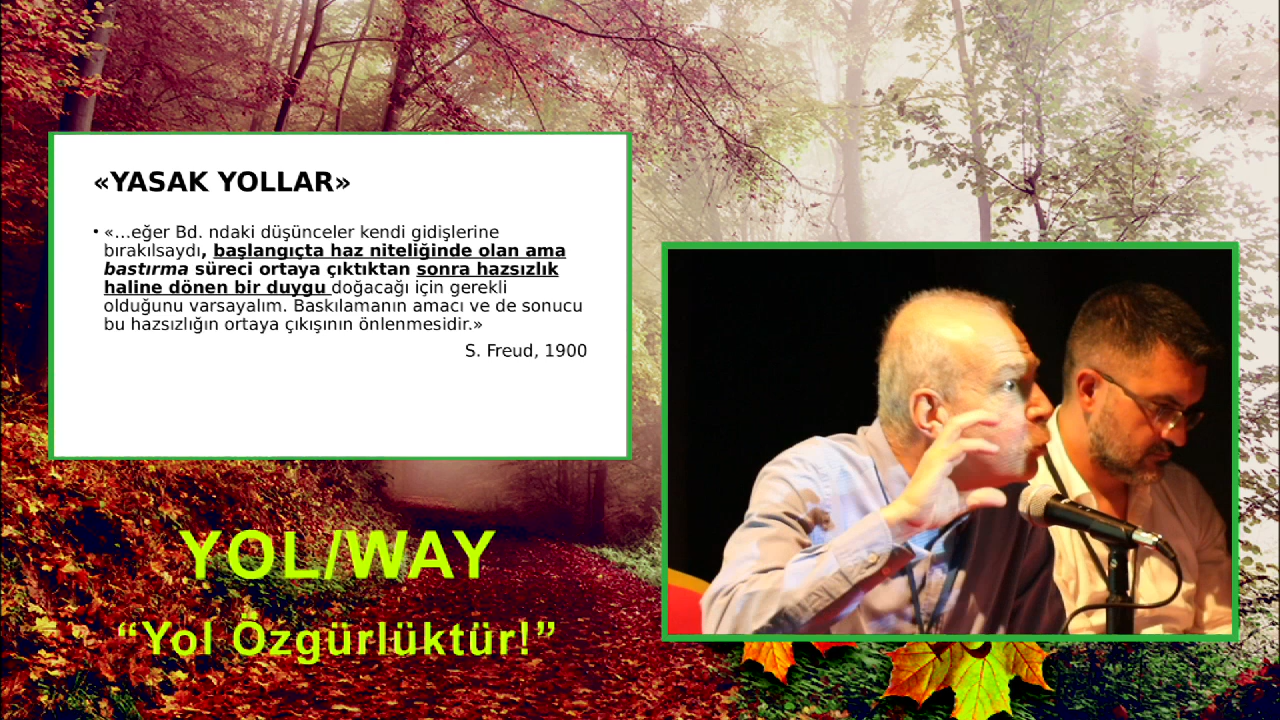 «YASAK YOLLAR»
• «...eğer Bd. ndaki düşünceler kendi gidişlerine
bırakılsaydı, başlangıçta haz niteliğinde olan ama
bastırma süreci ortaya çıktıktan sonra hazsızlık
haline dönen bir duygu doğacağı için gerekli
olduğunu varsayalım. Baskılamanın amacı ve de sonucu
bu hazsızlığın ortaya çıkışının önlenmesidir.»
S. Freud, 1900
YOL/WAY
“Yol Özgürlüktür!”